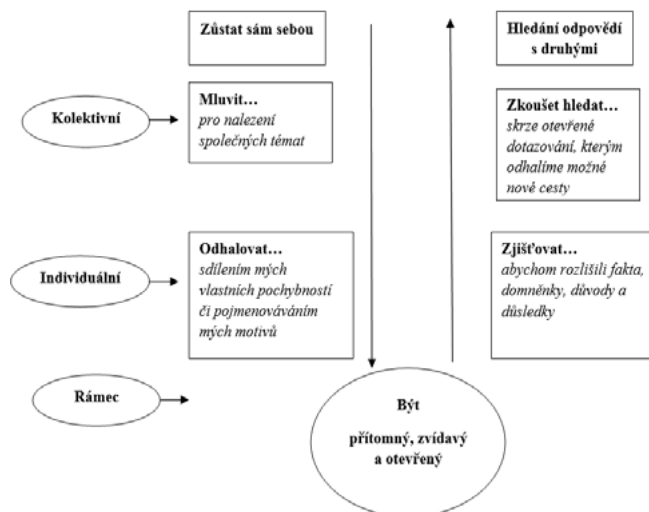 Zůstat sám sebou
Hledání odpovědí
s druhými
Kolektivní
Mluvit…
pro nalezení
společných témat
Zkoušet hledat…
skrze otevřené
dotazování, kterým
odhalíme možné
nové cesty
Individuální
Odhalovat…
sdílením mých
vlastních pochybností
či pojmenováváním
mých motivů
Zjišťovat…
abychom rozlišili fakta,
domněnky, důvody a
důsledky
Rámec
Být
přítomný, zvídavý
a otevřený